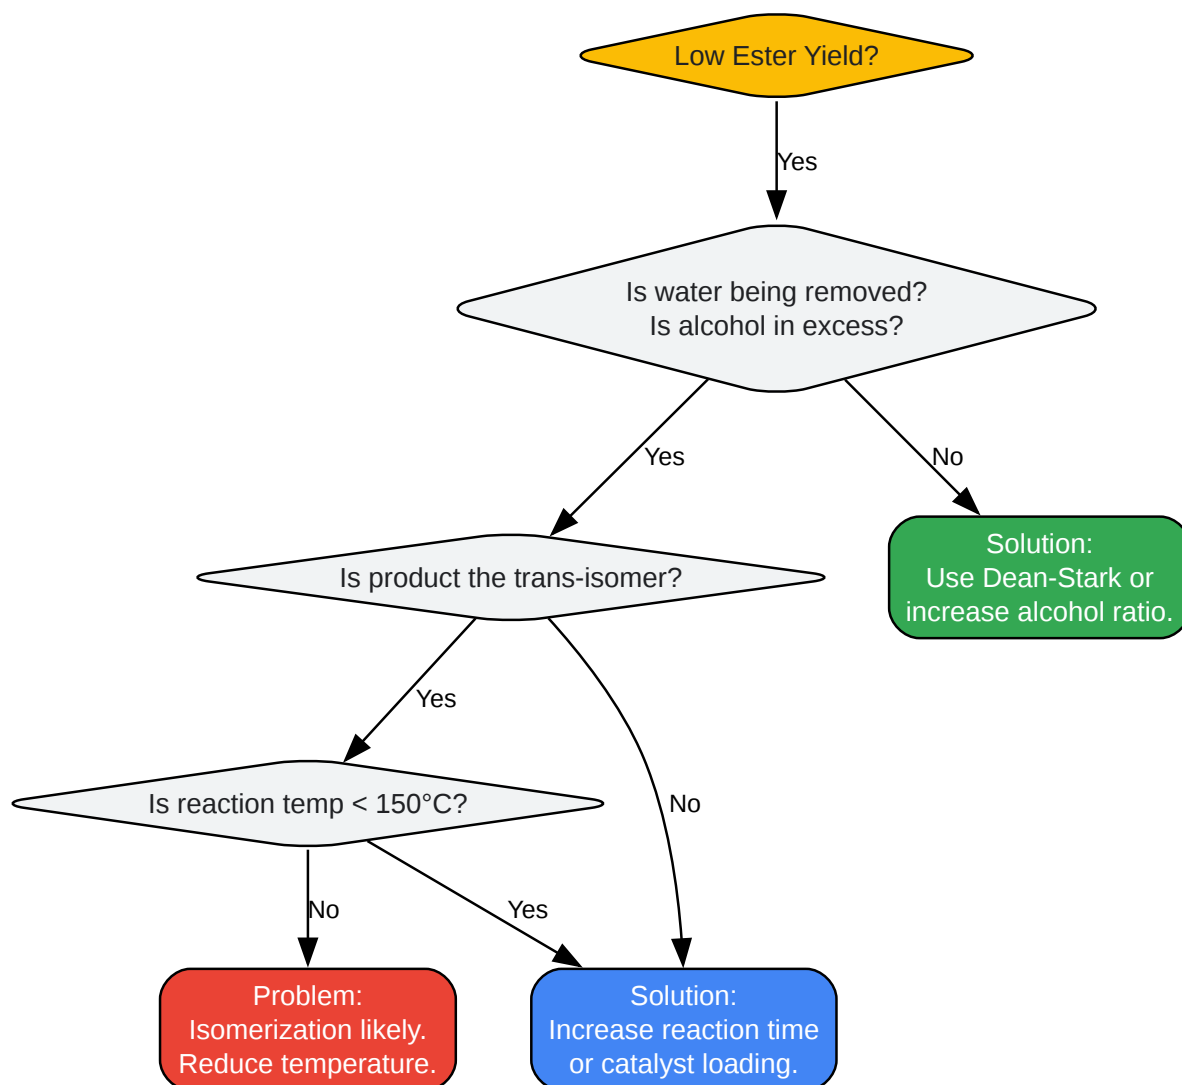 Low Ester Yield?
Yes
Is water being removed?
Is alcohol in excess?
Yes
No
Solution:
Use Dean-Stark or
increase alcohol ratio.
Is product the trans-isomer?
Yes
No
Is reaction temp < 150°C?
No
Yes
Problem:
Isomerization likely.
Reduce temperature.
Solution:
Increase reaction time
or catalyst loading.